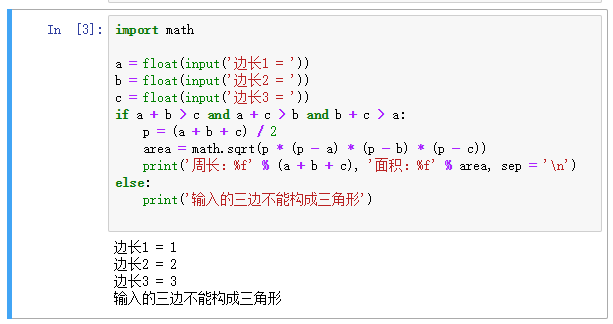 In [3]:
import math
a = float(input('边长1 = '))
b = float(input('边长2 = '))
c = float(input('边长3 = '))
if a + b > c and a + c > b and b + c > a:
    p = (a + b + c) / 2
    area = math.sqrt(p * (p - a) * (p - b) * (p - c))
    print('周长: %f' % (a + b + c), '面积: %f' % area, sep = '\n')
else:
    print('输入的三边不能构成三角形')
边长1 = 1
边长2 = 2
边长3 = 3
输入的三边不能构成三角形